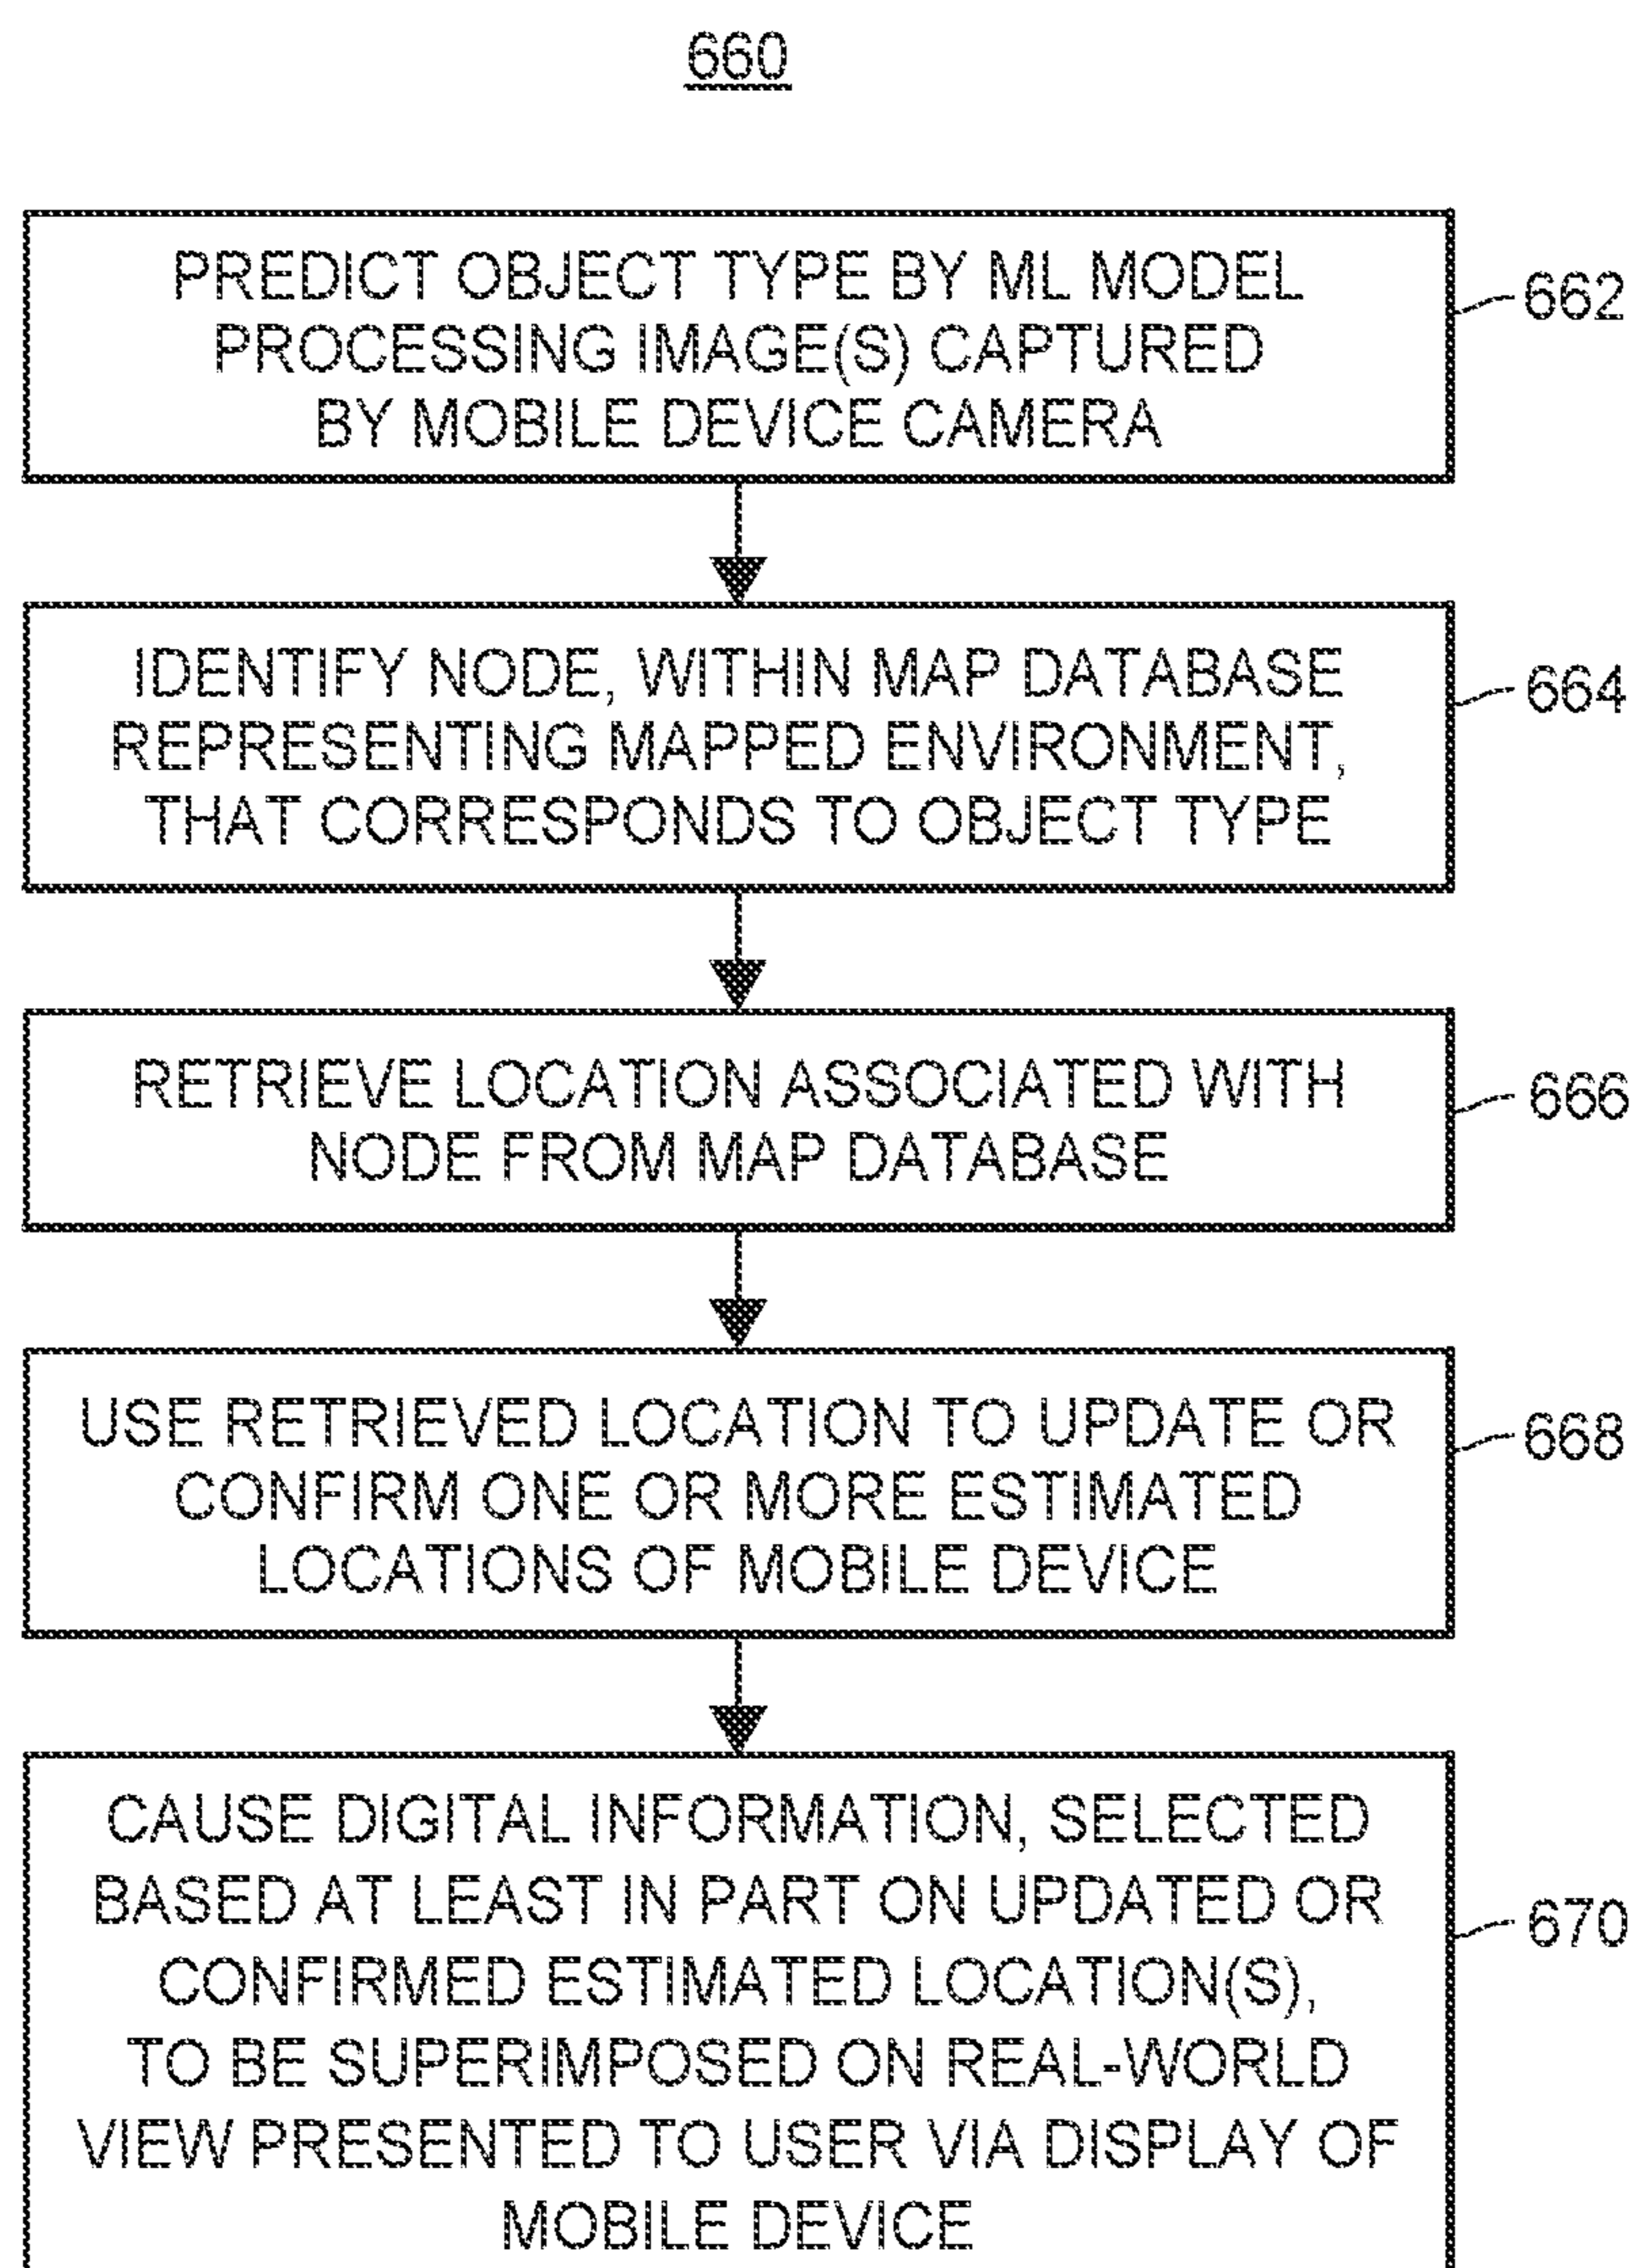 660
PREDICT OBJECT TYPE BY ML MODEL
PROCESSING IMAGE(S) CAPTURED
BY MOBILE DEVICE CAMERA
662
IDENTIFY NODE, WITHIN MAP DATABASE
REPRESENTING MAPPED ENVIRONMENT,
THAT CORRESPONDS TO OBJECT TYPE
664
RETRIEVE LOCATION ASSOCIATED WITH
NODE FROM MAP DATABASE
666
USE RETRIEVED LOCATION TO UPDATE OR
CONFIRM ONE OR MORE ESTIMATED
LOCATIONS OF MOBILE DEVICE
668
CAUSE DIGITAL INFORMATION, SELECTED
BASED AT LEAST IN PART ON UPDATED OR
CONFIRMED ESTIMATED LOCATION(S),
TO BE SUPERIMPOSED ON REAL-WORLD
VIEW PRESENTED TO USER VIA DISPLAY OF
MOBILE DEVICE
670